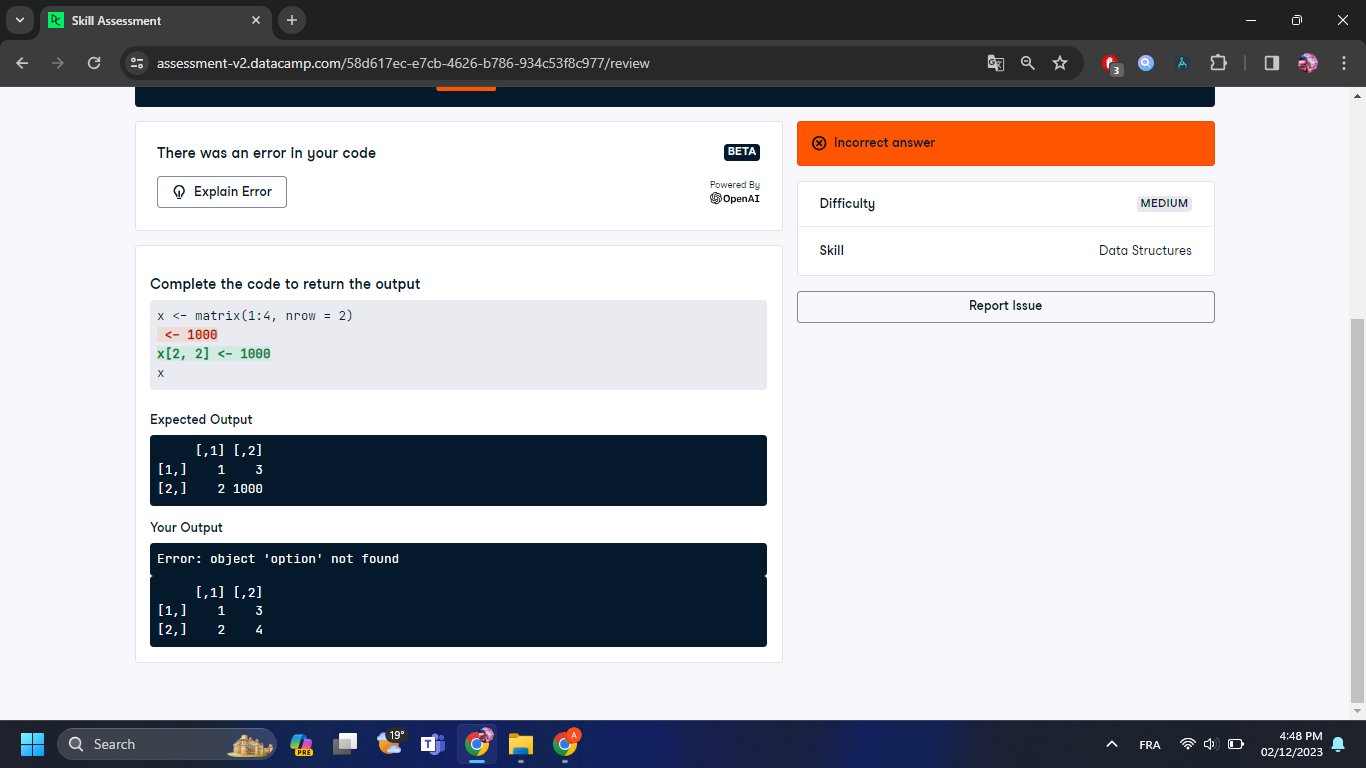 Skill Assessment
assessment-v2.datacamp.com/58d617ec-e7cb-4626-b786-934c53f8c977/review
3
There was an error in your code
BETA
Explain Error
Powered By
OpenAI
Incorrect answer
Difficulty
MEDIUM
Skill
Data Structures
Report Issue
Complete the code to return the output
x <- matrix(1:4, nrow = 2)
<- 1000
x[2, 2] <- 1000
x
Expected Output
[,1] [,2]
[1,] 1 3
[2,] 2 1000
Your Output
Error: object 'option' not found
[,1] [,2]
[1,] 1 3
[2,] 2 4
Search
PRE
19°
A
FRA
4:48 PM
02/12/2023